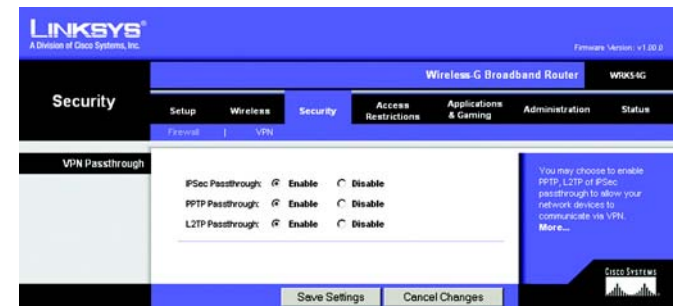 LINKSYS®
A Division of Cisco Systems, Inc.
Firmware Version: v1.00.0
Wireless-G Broadband Router WRK54G
Security
Setup Wireless Security Access Restrictions Applications & Gaming Administration Status
Firewall | VPN
VPN Passthrough
IPSec Passthrough: Enable Disable
PPTP Passthrough: Enable Disable
L2TP Passthrough: Enable Disable
You may choose to enable
PPTP, L2TP of IPSec
passthrough to allow your
network devices to
communicate via VPN.
More...
Save Settings Cancel Changes
CISCO SYSTEMS